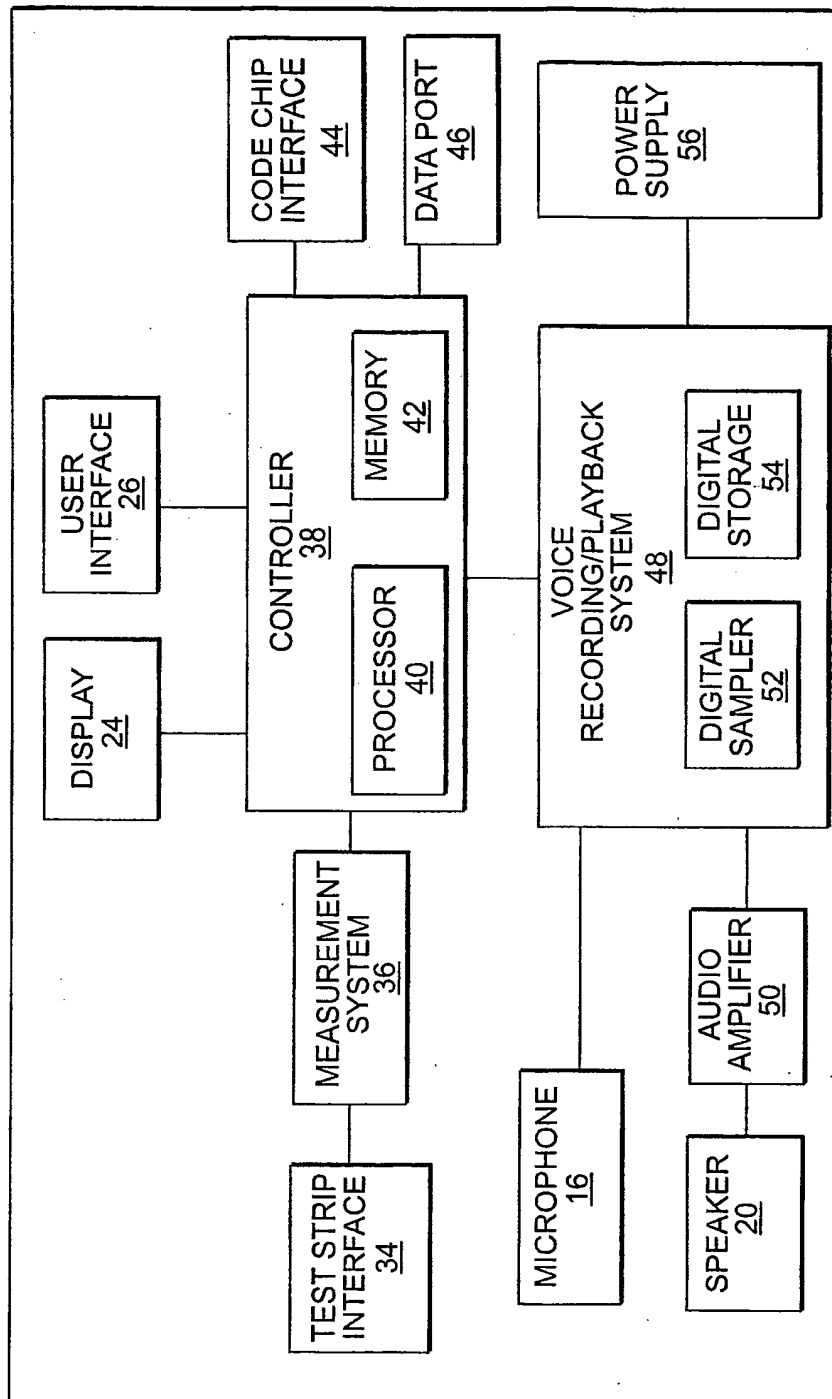 DISPLAY
24
USER
INTERFACE
26
CODE CHIP
INTERFACE
44
CONTROLLER
38
PROCESSOR
40
MEMORY
42
DATA PORT
46
TEST STRIP
INTERFACE
34
MEASUREMENT
SYSTEM
36
MICROPHONE
16
VOICE
RECORDING/PLAYBACK
SYSTEM
48
DIGITAL
SAMPLER
52
DIGITAL
STORAGE
54
POWER
SUPPLY
56
SPEAKER
20
AUDIO
AMPLIFIER
50